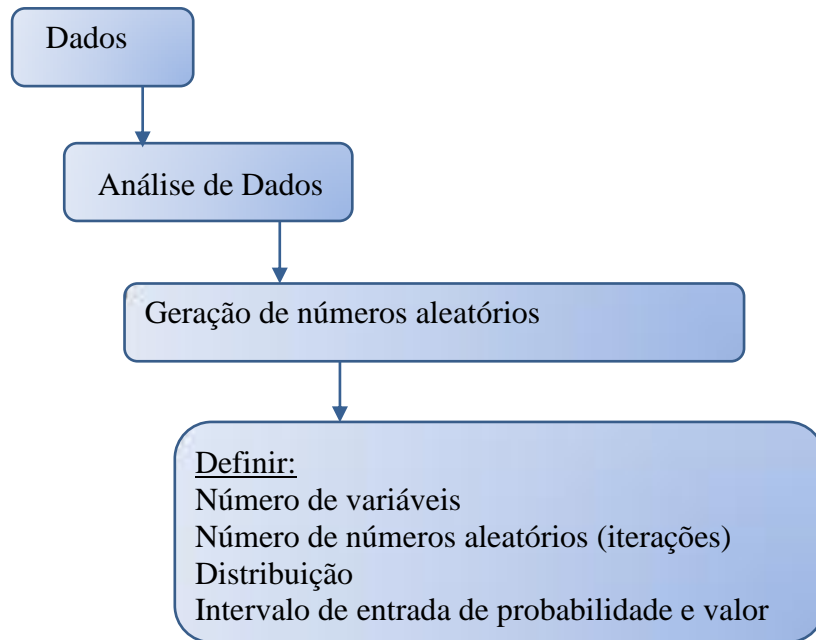 Dados
Análise de Dados
Geração de números aleatórios
Definir:
Número de variáveis
Número de números aleatórios (iterações)
Distribuição
Intervalo de entrada de probabilidade e valor